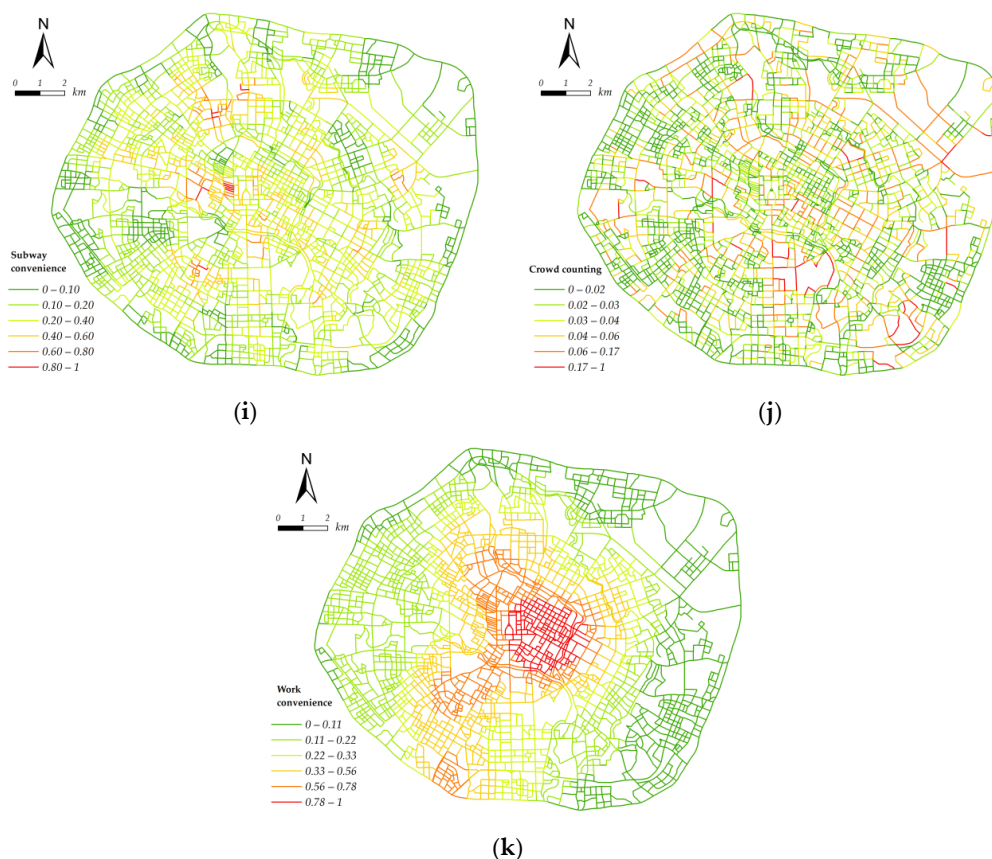 N
0 1 2
km
Subway
convenience
0 – 0.10
0.10 – 0.20
0.20 – 0.40
0.40 – 0.60
0.60 – 0.80
0.80 – 1
(i)
N
0 1 2
km
Crowd counting
0 – 0.02
0.02 – 0.03
0.03 – 0.04
0.04 – 0.06
0.06 – 0.17
0.17 – 1
(j)
N
0 1 2
km
Work
convenience
0 – 0.11
0.11 – 0.22
0.22 – 0.33
0.33 – 0.56
0.56 – 0.78
0.78 – 1
(k)